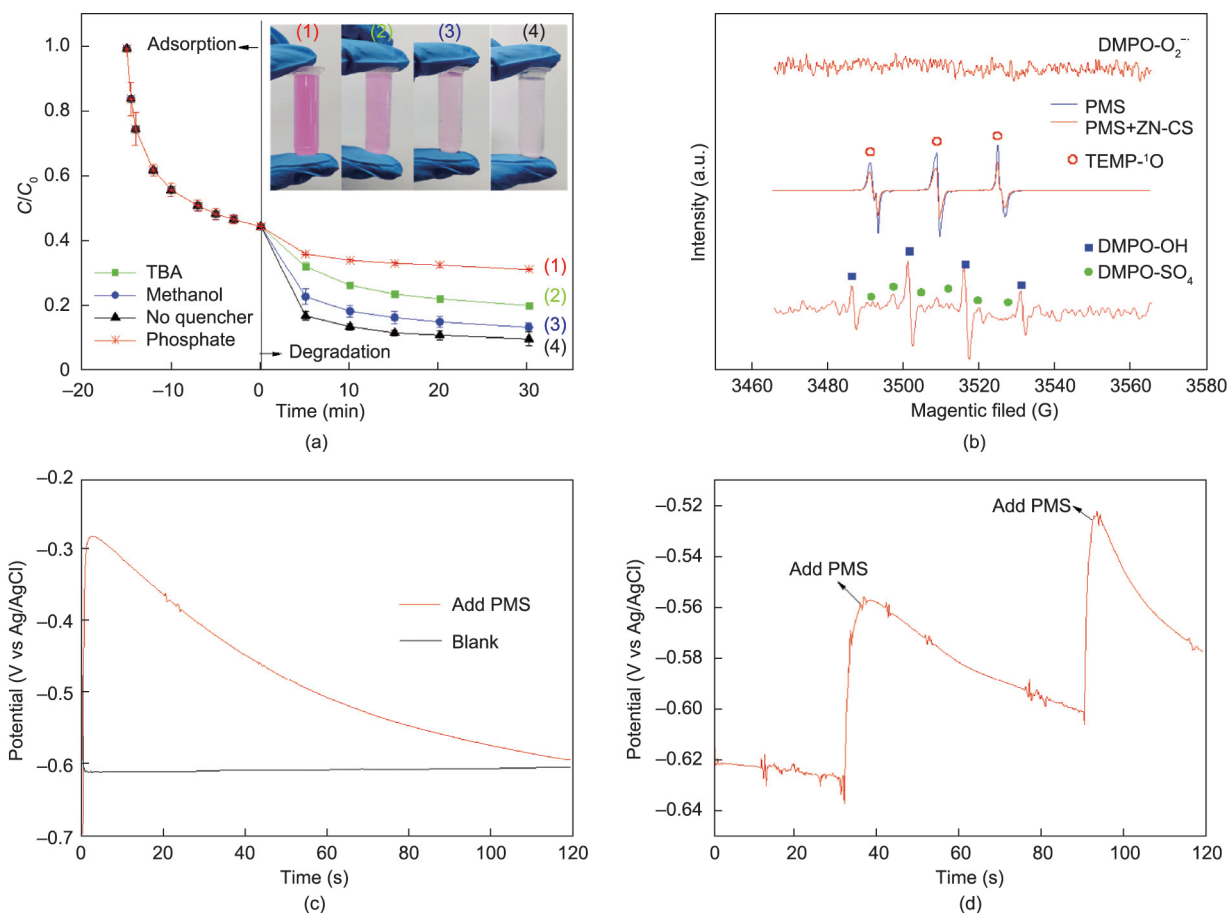 (1)
(2)
(3)
(4)
Adsorption
C/C0
1.0
0.8
0.6
0.4
0.2
0
TBA
Methanol
No quencher
Phosphate
(1)
(2)
(3)
(4)
Degradation
−20
−10
0
10
20
30
Time (min)
(a)
DMPO-O2−·
PMS
PMS+ZN-CS
TEMP-¹O
DMPO-OH
DMPO-SO4
Intensity (a.u.)
3460
3480
3500
3520
3540
3560
3580
Magentic filed (G)
(b)
−0.2
−0.3
−0.4
−0.5
−0.6
−0.7
Potential (V vs Ag/AgCl)
Add PMS
Blank
0
20
40
60
80
100
120
Time (s)
(c)
−0.52
−0.54
−0.56
−0.58
−0.60
−0.62
−0.64
Potential (V vs Ag/AgCl)
Add PMS
Add PMS
0
20
40
60
80
100
120
Time (s)
(d)